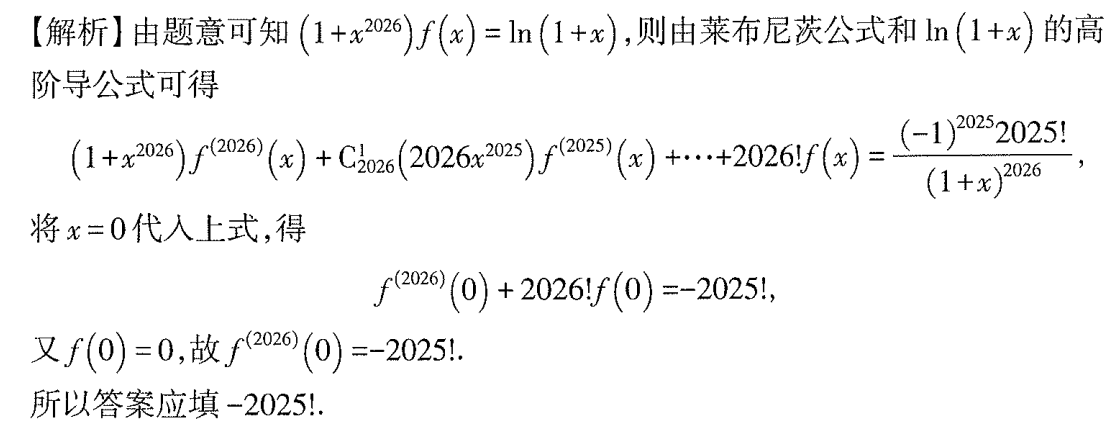 【解析】由题意可知 (1+x^2026)f(x)=ln(1+x),则由莱布尼茨公式和 ln(1+x) 的高
阶导公式可得
(1+x^2026)f^(2026)(x)+C^1_2026(2026x^2025)f^(2025)(x)+⋯+2026!f(x)=\frac{(-1)^2025 2025!}{(1+x)^2026},
将 x=0 代入上式,得
f^(2026)(0)+2026!f(0)=-2025!,
又 f(0)=0,故 f^(2026)(0)=-2025!.
所以答案应填 -2025!.